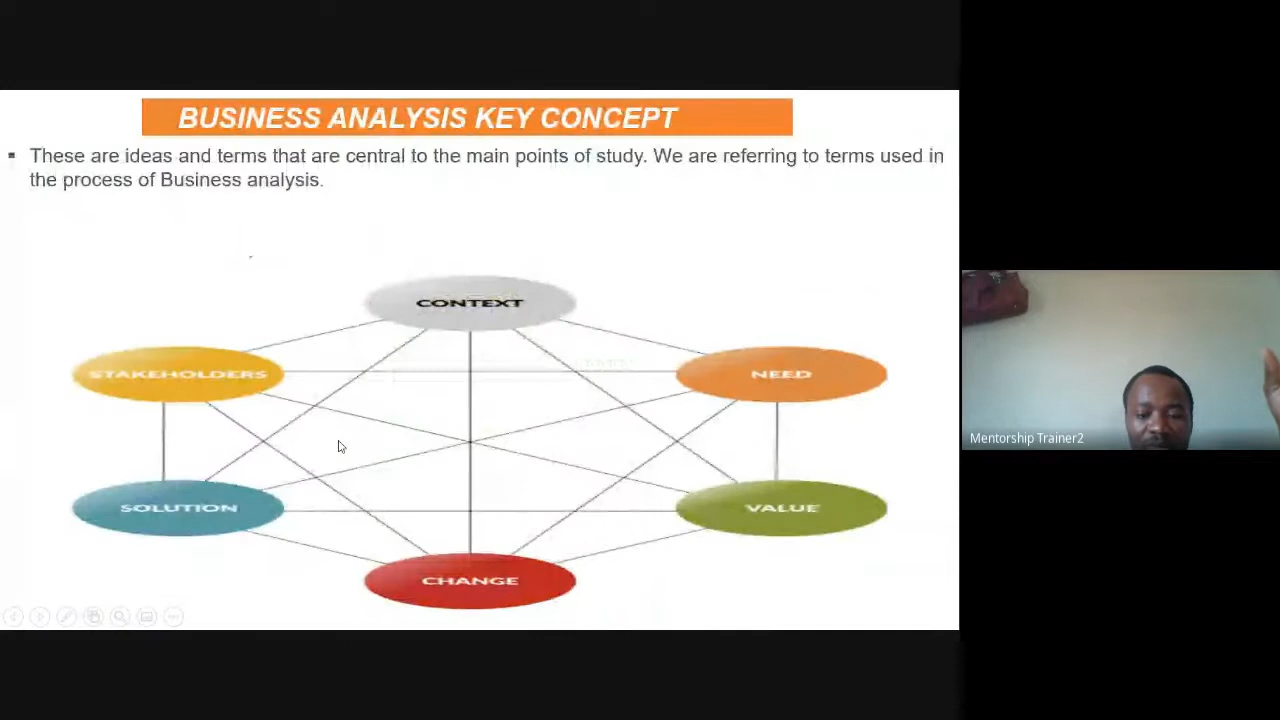 BUSINESS ANALYSIS KEY CONCEPT
▪ These are ideas and terms that are central to the main points of study. We are referring to terms used in
the process of Business analysis.
CONTEXT
STAKEHOLDERS
NEED
SOLUTION
VALUE
CHANGE
Mentorship Trainer2